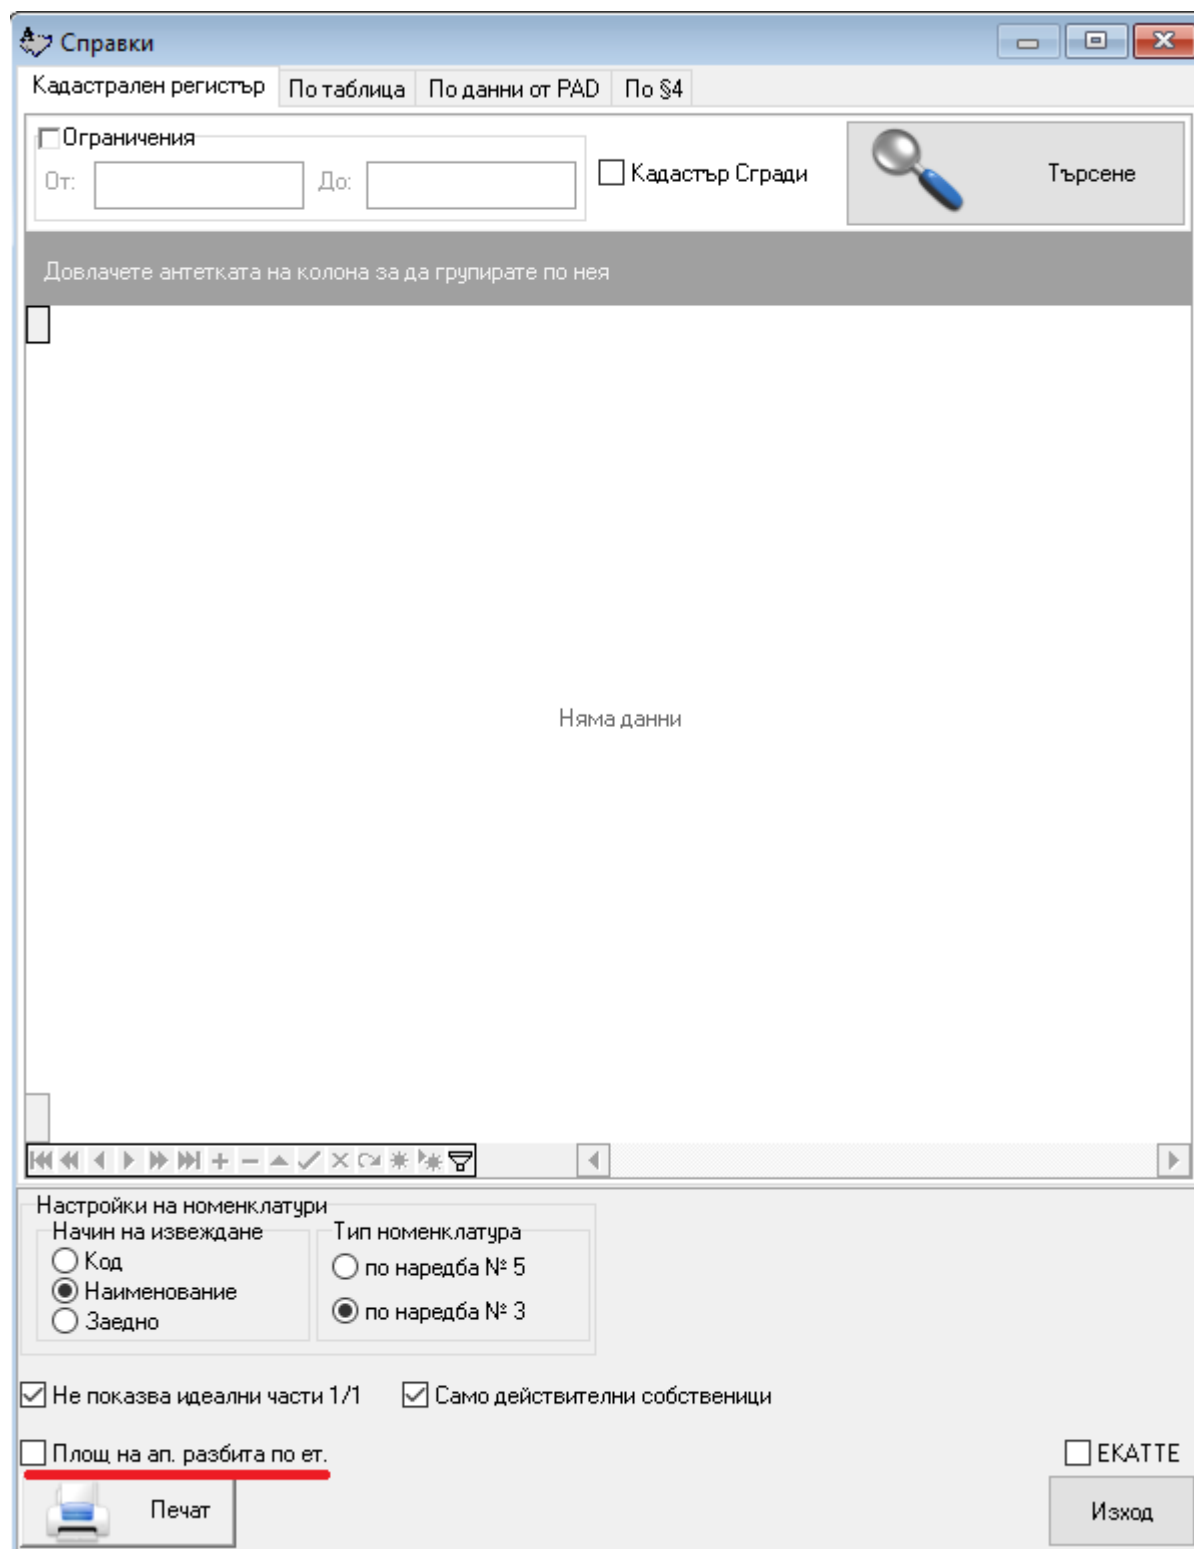 Справки
Кадастрален регистър По таблица По данни от PAD По §4
Ограничения
От: До: Кадастър Сгради Търсене
Довлачете антетката на колона за да групирате по нея
Няма данни
Настройки на номенклатури
Начин на извеждане Тип номенклатура
Код
по наредба № 5
Наименование
по наредба № 3
Заедно
Не показва идеални части 1/1 Само действителни собственици
Площ на ап. разбита по ет. ЕКАТТЕ
Печат Изход